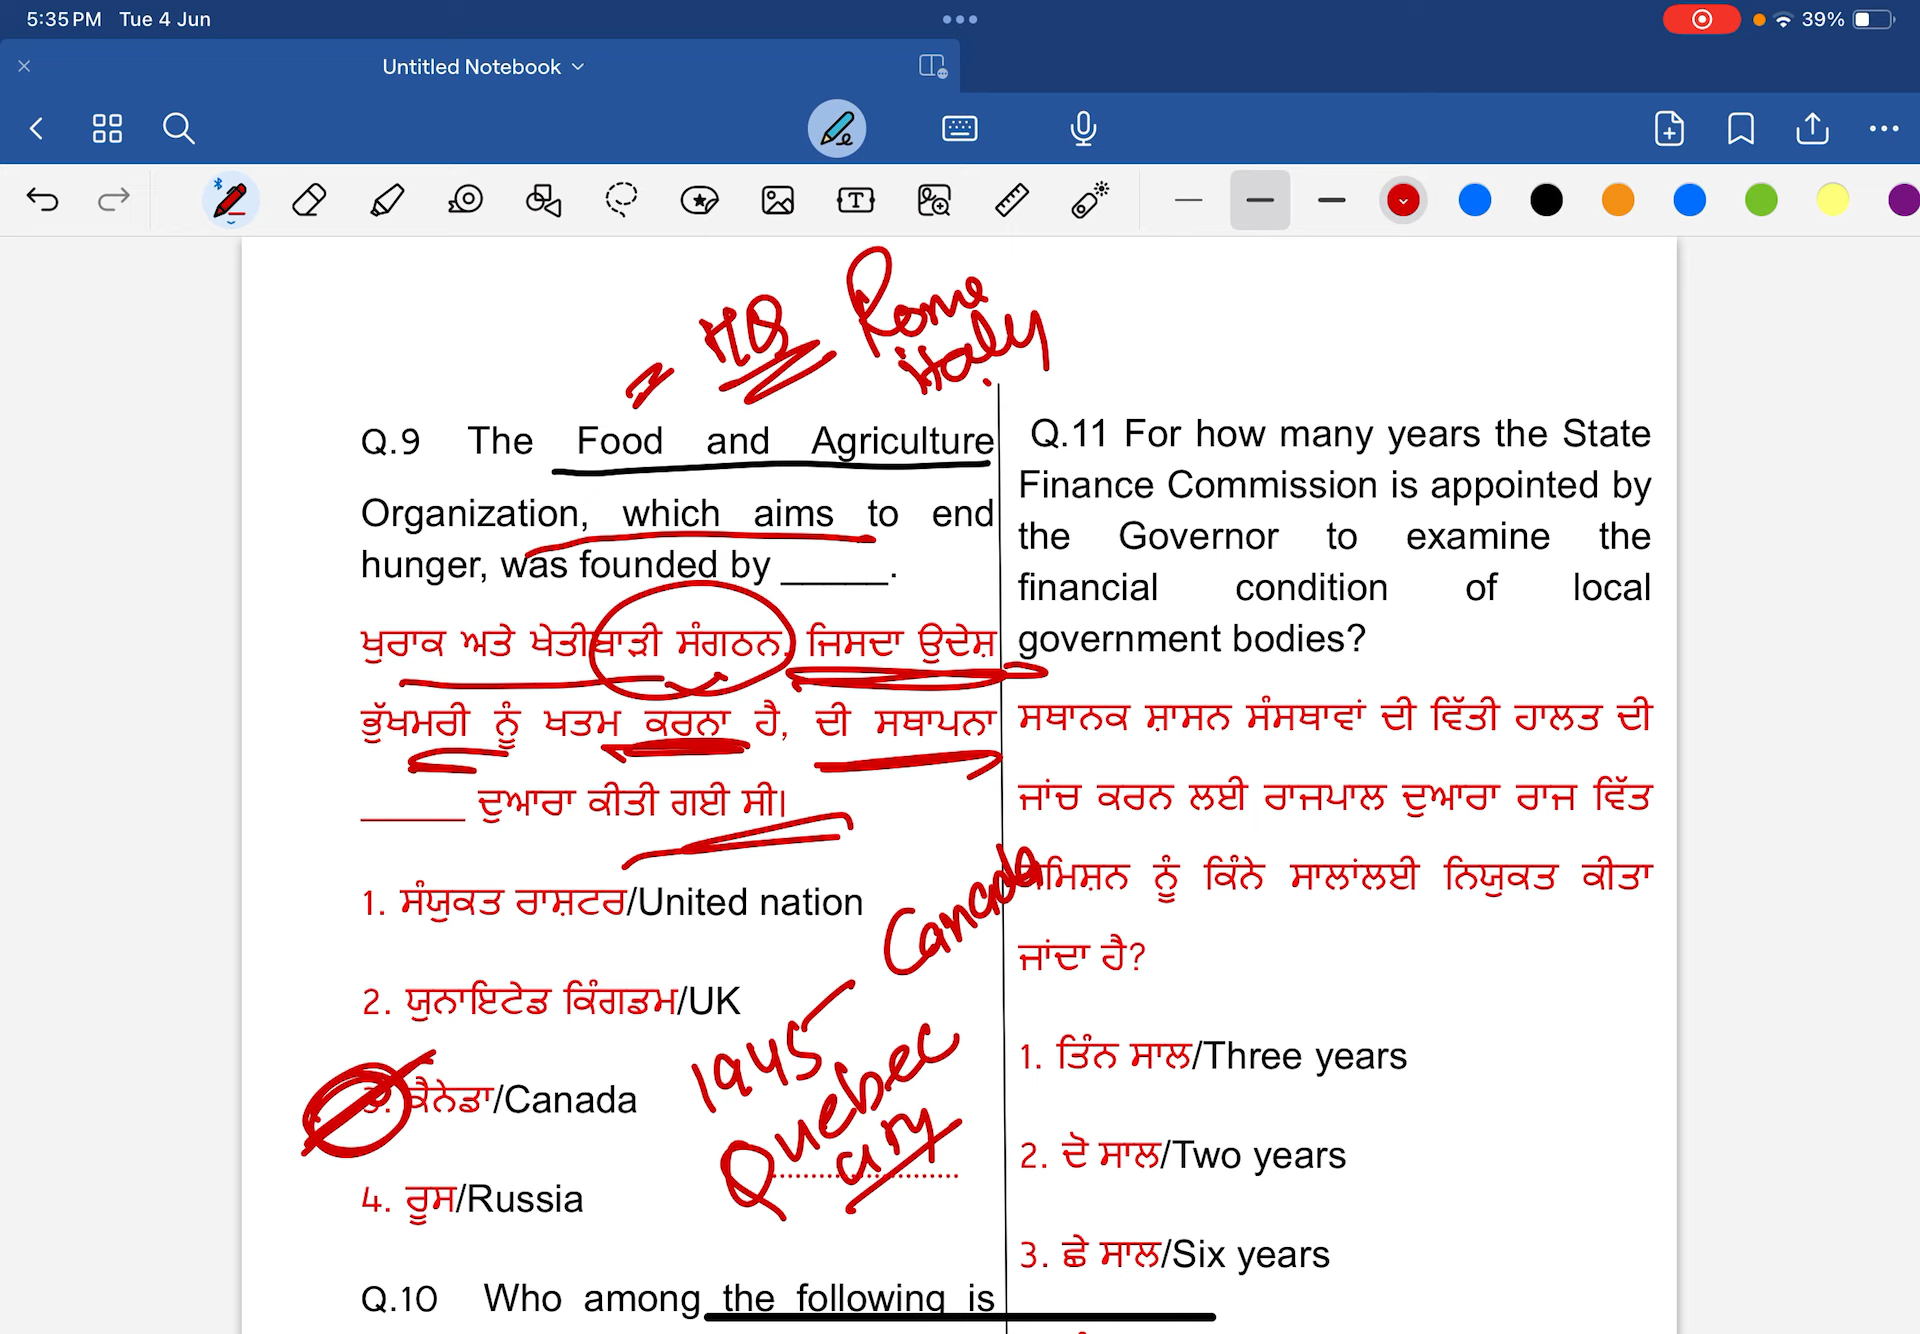 5:35 PM Tue 4 Jun
39%
Untitled Notebook
HQ Rome
italy
Q.9 The Food and Agriculture
Organization, which aims to end
hunger, was founded by _____.
ਖੁਰਾਕ ਅਤੇ ਖੇਤੀਬਾੜੀ ਸੰਗਠਨ, ਜਿਸਦਾ ਉਦੇਸ਼
ਭੁੱਖਮਰੀ ਨੂੰ ਖਤਮ ਕਰਨਾ ਹੈ, ਦੀ ਸਥਾਪਨਾ
_____ ਦੁਆਰਾ ਕੀਤੀ ਗਈ ਸੀ।
1. ਸੰਯੁਕਤ ਰਾਸ਼ਟਰ/United nation
2. ਯੁਨਾਇਟੇਡ ਕਿੰਗਡਮ/UK
3. ਕੈਨੇਡਾ/Canada
4. ਰੂਸ/Russia
Canada
1945
Quebec
city
Q.10 Who among the following is
Q.11 For how many years the State
Finance Commission is appointed by
the Governor to examine the
financial condition of local
government bodies?
ਸਥਾਨਕ ਸ਼ਾਸਨ ਸੰਸਥਾਵਾਂ ਦੀ ਵਿੱਤੀ ਹਾਲਤ ਦੀ
ਜਾਂਚ ਕਰਨ ਲਈ ਰਾਜਪਾਲ ਦੁਆਰਾ ਰਾਜ ਵਿੱਤ
ਕਮਿਸ਼ਨ ਨੂੰ ਕਿੰਨੇ ਸਾਲਾਂਲਈ ਨਿਯੁਕਤ ਕੀਤਾ
ਜਾਂਦਾ ਹੈ?
1. ਤਿੰਨ ਸਾਲ/Three years
2. ਦੋ ਸਾਲ/Two years
3. ਛੇ ਸਾਲ/Six years